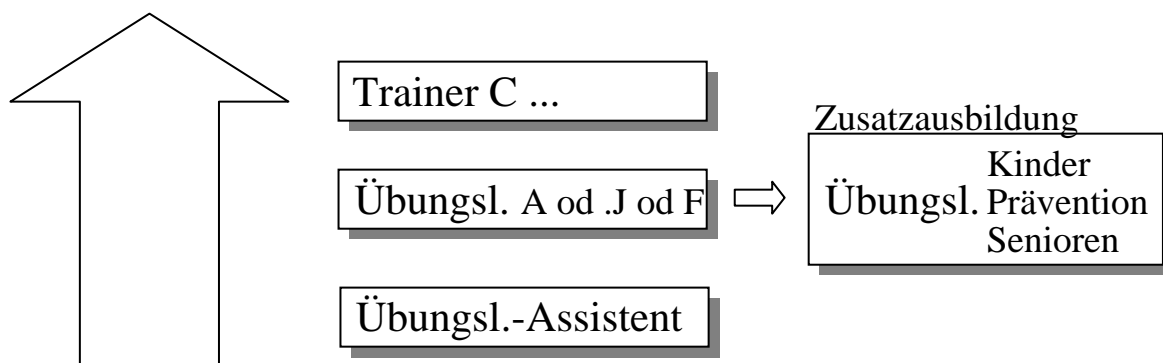 Trainer C ...
Zusatzausbildung
Übungsl. A od .J od F
Übungsl.
Kinder
Prävention
Senioren
Übungsl.-Assistent